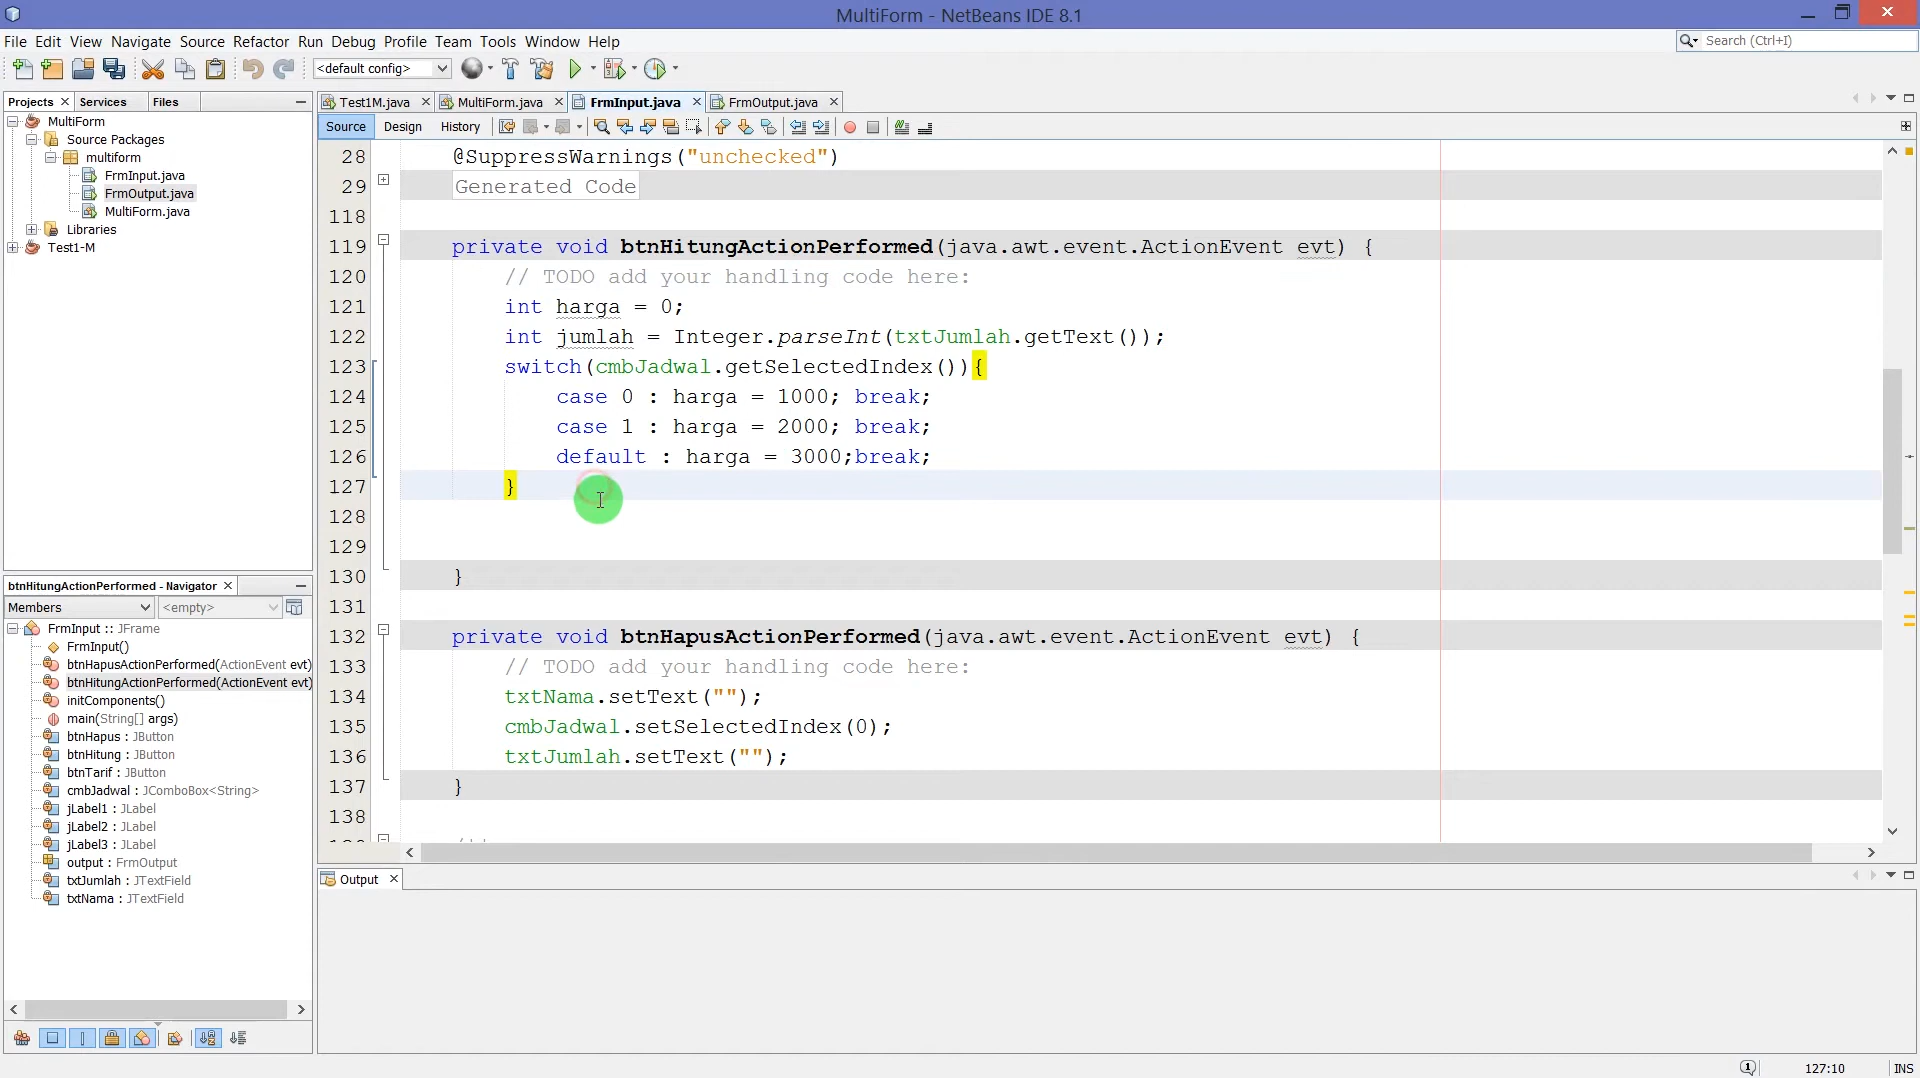 MultiForm - NetBeans IDE 8.1
File Edit View Navigate Source Refactor Run Debug Profile Team Tools Window Help
Search (Ctrl+I)
<default config>
Projects Services Files
Test1M.java MultiForm.java FrmInput.java FrmOutput.java
Source Design History
MultiForm
Source Packages
multiform
FrmInput.java
FrmOutput.java
MultiForm.java
Libraries
Test1-M
28 @SuppressWarnings("unchecked")
29 Generated Code
118
119 private void btnHitungActionPerformed(java.awt.event.ActionEvent evt) {
120 // TODO add your handling code here:
121 int harga = 0;
122 int jumlah = Integer.parseInt(txtJumlah.getText());
123 switch(cmbJadwal.getSelectedIndex()){
124 case 0 : harga = 1000; break;
125 case 1 : harga = 2000; break;
126 default : harga = 3000;break;
127 }
128
129
130 }
131
132 private void btnHapusActionPerformed(java.awt.event.ActionEvent evt) {
133 // TODO add your handling code here:
134 txtNama.setText("");
135 cmbJadwal.setSelectedIndex(0);
136 txtJumlah.setText("");
137 }
138
btnHitungActionPerformed - Navigator
Members <empty>
FrmInput :: JFrame
FrmInput()
btnHapusActionPerformed(ActionEvent evt)
btnHitungActionPerformed(ActionEvent evt)
initComponents()
main(String[] args)
btnHapus : JButton
btnHitung : JButton
btnTarif : JButton
cmbJadwal : JComboBox<String>
jLabel1 : JLabel
jLabel2 : JLabel
jLabel3 : JLabel
output : FrmOutput
txtJumlah : JTextField
txtNama : JTextField
Output
127:10 INS